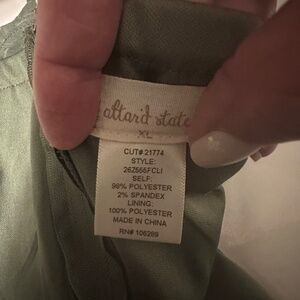 altar'd state
XL
CUT# 21774
STYLE:
26Z555FCLI
SELF:
98% POLYESTER
2% SPANDEX
LINING:
100% POLYESTER
MADE IN CHINA
RN# 106289